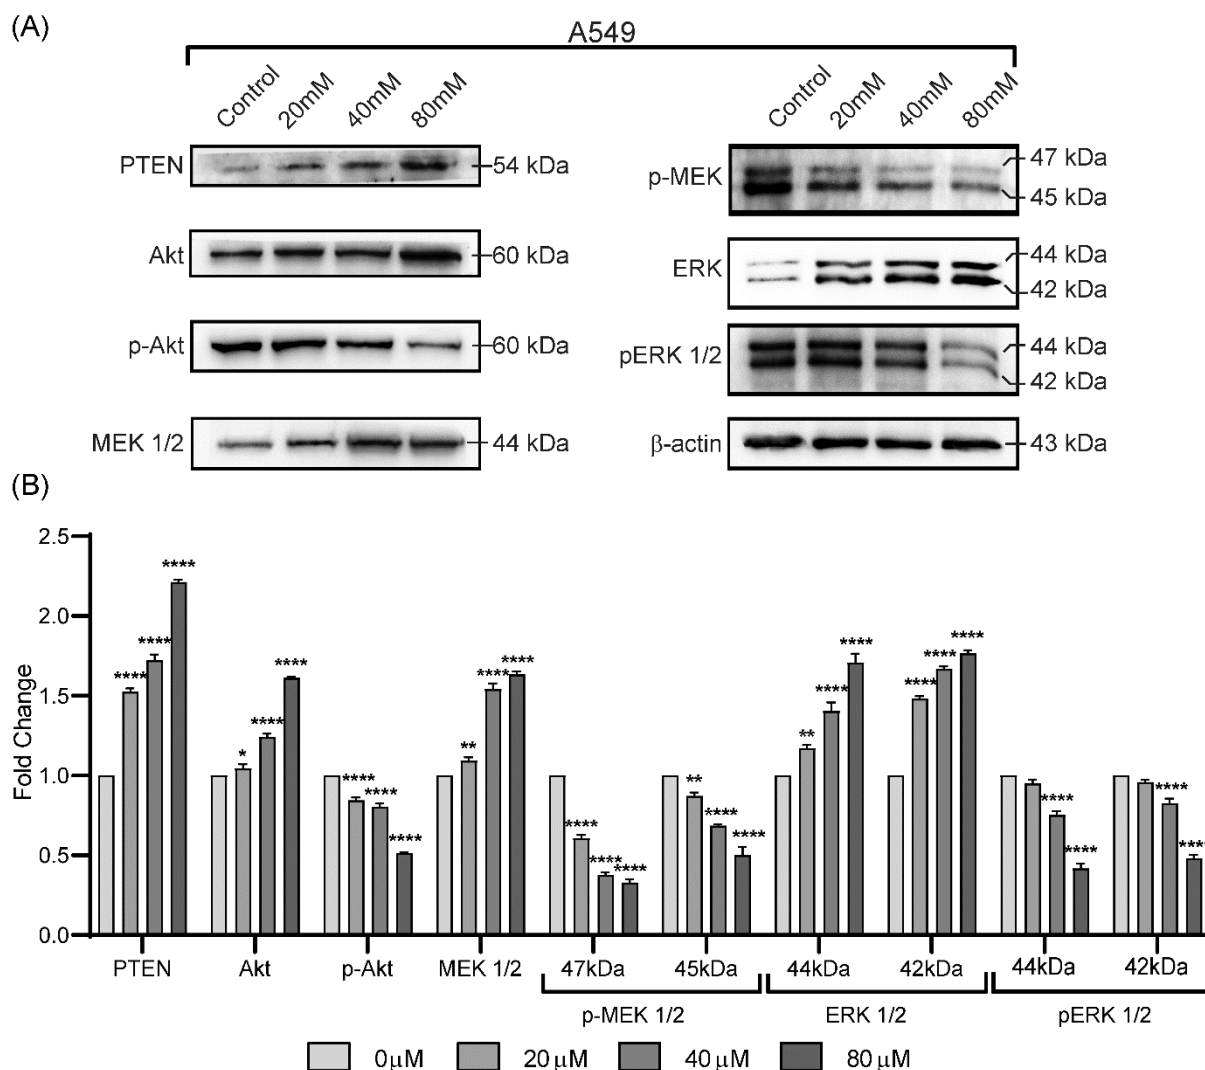 (A)
A549
Control 20mM 40mM 80mM
PTEN 54 kDa
Akt 60 kDa
p-Akt 60 kDa
MEK 1/2 44 kDa
Control 20mM 40mM 80mM
p-MEK 47 kDa
45 kDa
ERK 44 kDa
42 kDa
pERK 1/2 44 kDa
42 kDa
β-actin 43 kDa
(B)
Fold Change
2.5
2.0
1.5
1.0
0.5
0.0
**** **** ****
* **** ****
**** **** ****
** **** ****
**** **** ****
** **** ****
** **** ****
**** **** ****
**** ****
**** ****
PTEN Akt p-Akt MEK 1/2 47kDa 45kDa 44kDa 42kDa 44kDa 42kDa
p-MEK 1/2 ERK 1/2 pERK 1/2
0μM 20μM 40μM 80μM